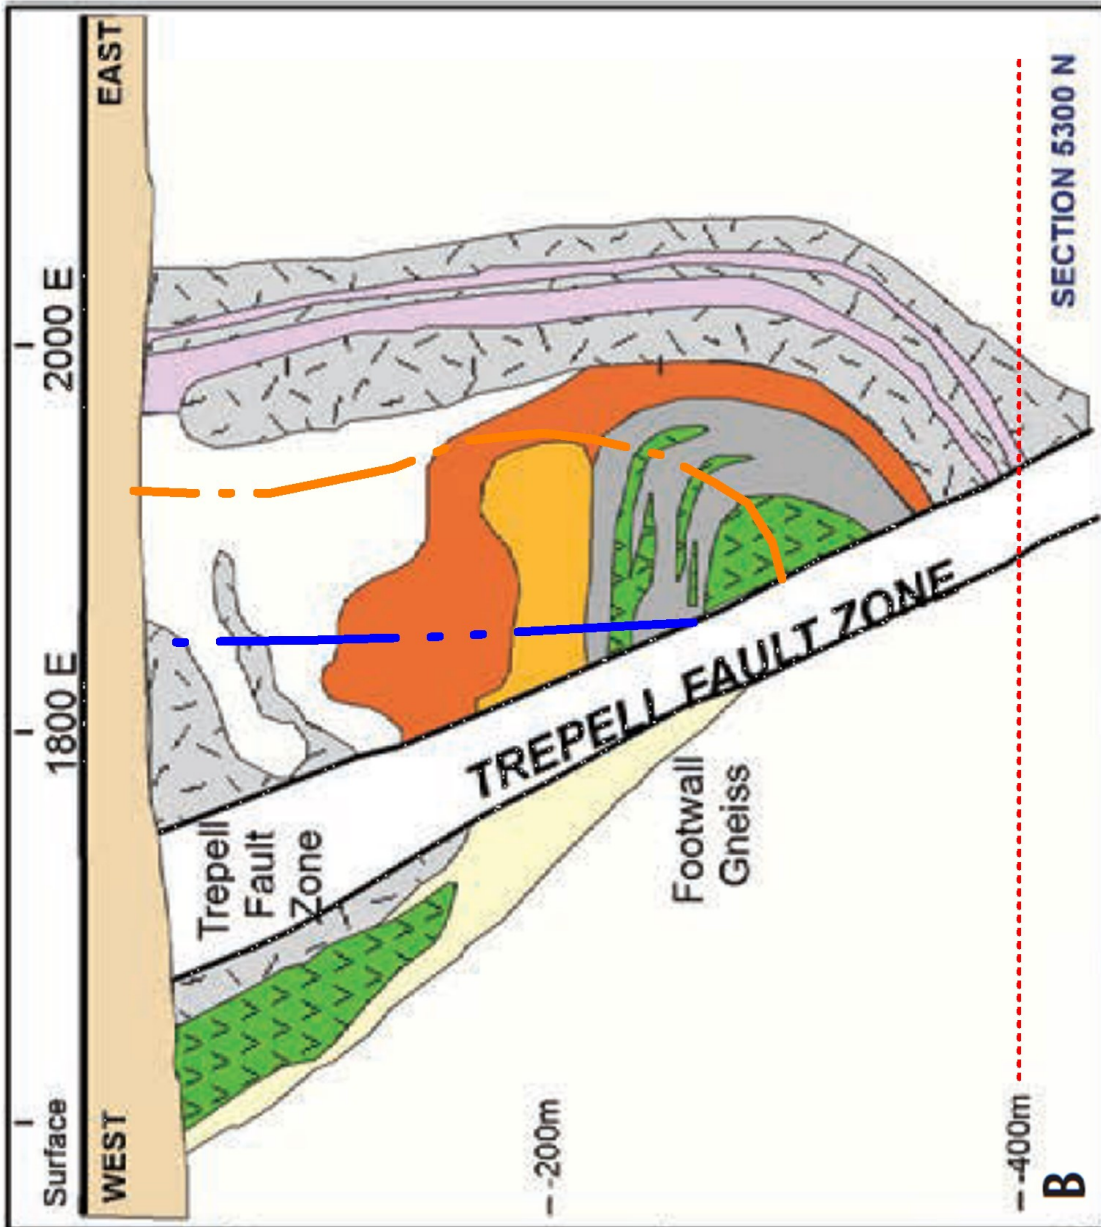 Surface
1800 E
2000 E
WEST
EAST
Trepell
Fault
Zone
TREPELL FAULT ZONE
Footwall
Gneiss
-200m
-400m
SECTION 5300 N
B